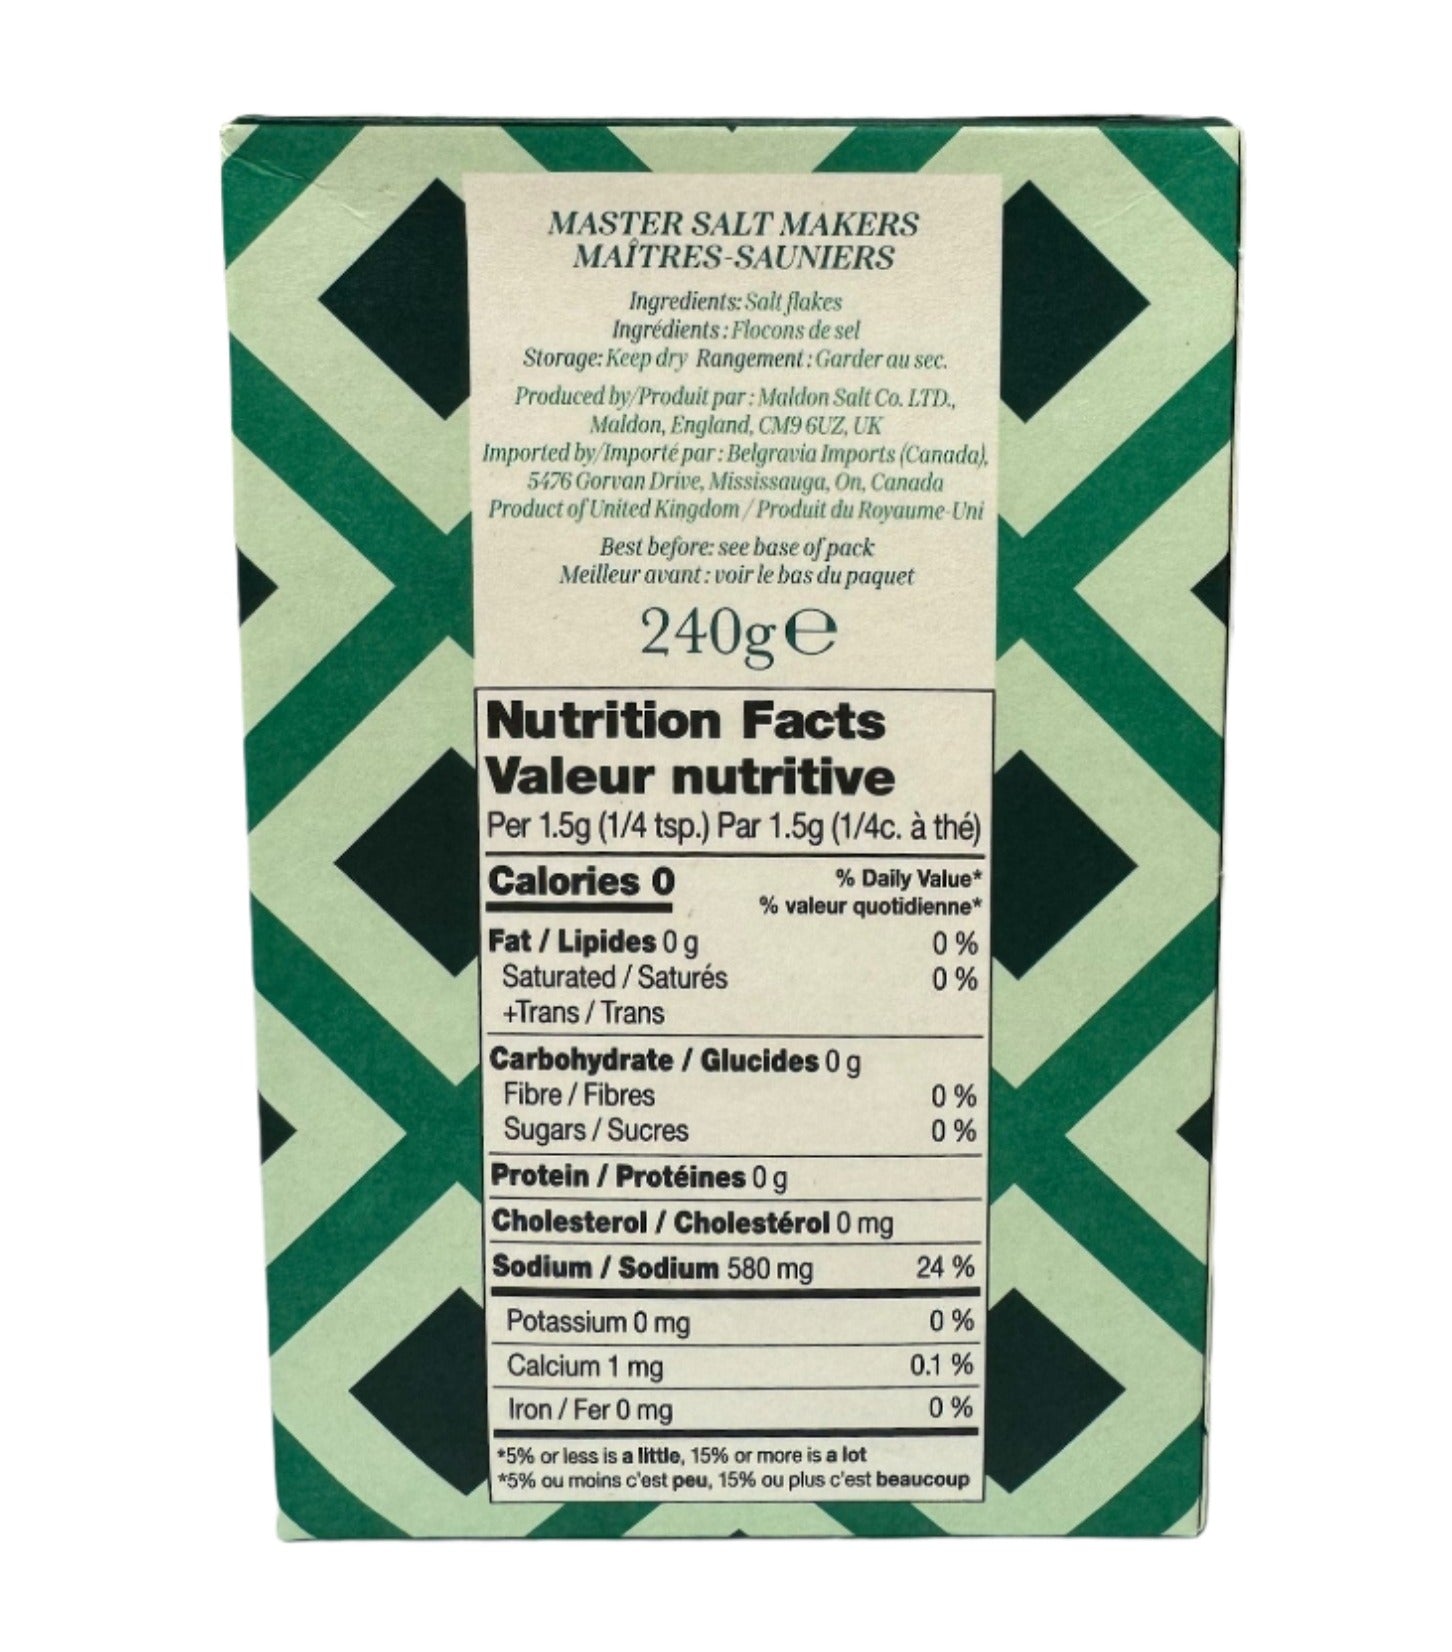 MASTER SALT MAKERS
MAÎTRES-SAUNIERS
Ingredients: Salt flakes
Ingrédients : Flocons de sel
Storage: Keep dry Rangement : Garder au sec.
Produced by/Produit par : Maldon Salt Co. LTD.,
Maldon, England, CM9 6UZ, UK
Imported by/Importé par : Belgravia Imports (Canada),
5476 Gorvan Drive, Mississauga, On, Canada
Product of United Kingdom / Produit du Royaume-Uni
Best before: see base of pack
Meilleur avant : voir le bas du paquet
240g℮
Nutrition Facts
Valeur nutritive
Per 1.5g (1/4 tsp.) Par 1.5g (1/4c. à thé)
Calories 0 % Daily Value*
% valeur quotidienne*
Fat / Lipides 0 g 0 %
Saturated / Saturés 0 %
+Trans / Trans
Carbohydrate / Glucides 0 g
Fibre / Fibres 0 %
Sugars / Sucres 0 %
Protein / Protéines 0 g
Cholesterol / Cholestérol 0 mg
Sodium / Sodium 580 mg 24 %
Potassium 0 mg 0 %
Calcium 1 mg 0.1 %
Iron / Fer 0 mg 0 %
*5% or less is a little, 15% or more is a lot
*5% ou moins c'est peu, 15% ou plus c'est beaucoup